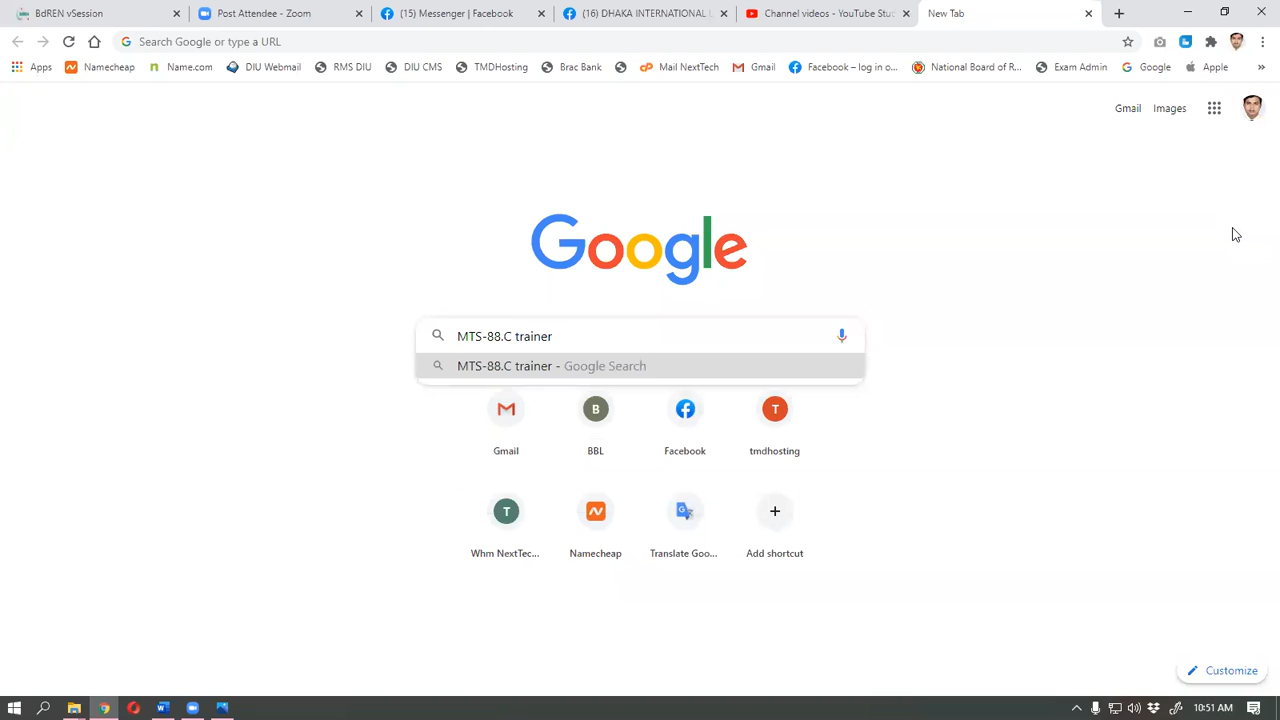 BdREN vSession
Post Attendee - Zoom
(15) Messenger | Facebook
(16) DHAKA INTERNATIONAL U
Channel videos - YouTube Stud
New Tab
Search Google or type a URL
Apps
Namecheap
Name.com
DIU Webmail
RMS DIU
DIU CMS
TMDHosting
Brac Bank
Mail NextTech
Gmail
Facebook – log in o...
National Board of R...
Exam Admin
Google
Apple
»
Gmail
Images
Google
MTS-88.C trainer
MTS-88.C trainer - Google Search
Gmail
BBL
Facebook
tmdhosting
Whm NextTec...
Namecheap
Translate Goo...
Add shortcut
Customize
10:51 AM